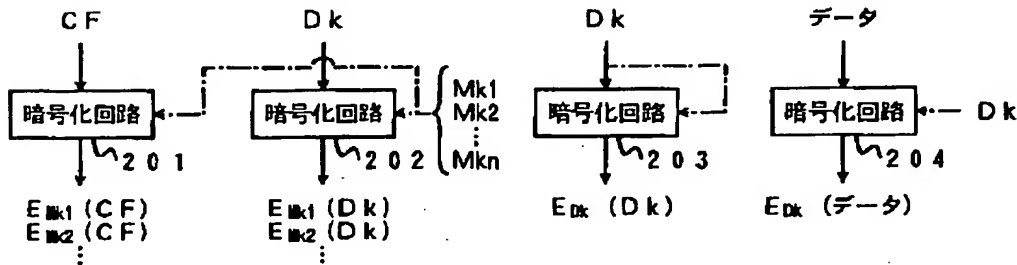 CF Dk Dk データ
暗号化回路 暗号化回路 Mk1 Mk2 ⋮ Mkn 暗号化回路 暗号化回路 Dk
201 202 203 204
EMk1 (CF) EMk1 (Dk) EDk (Dk) EDk (データ)
EMk2 (CF) EMk2 (Dk)
⋮ ⋮